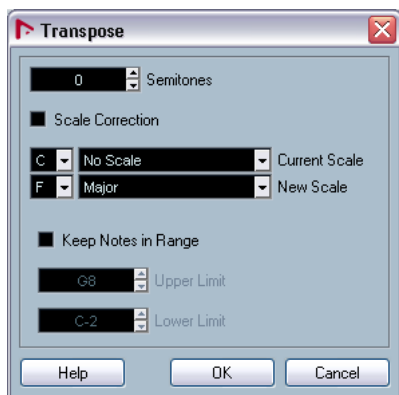 Transpose
0 Semitones
Scale Correction
C No Scale Current Scale
F Major New Scale
Keep Notes in Range
G8 Upper Limit
C-2 Lower Limit
Help OK Cancel